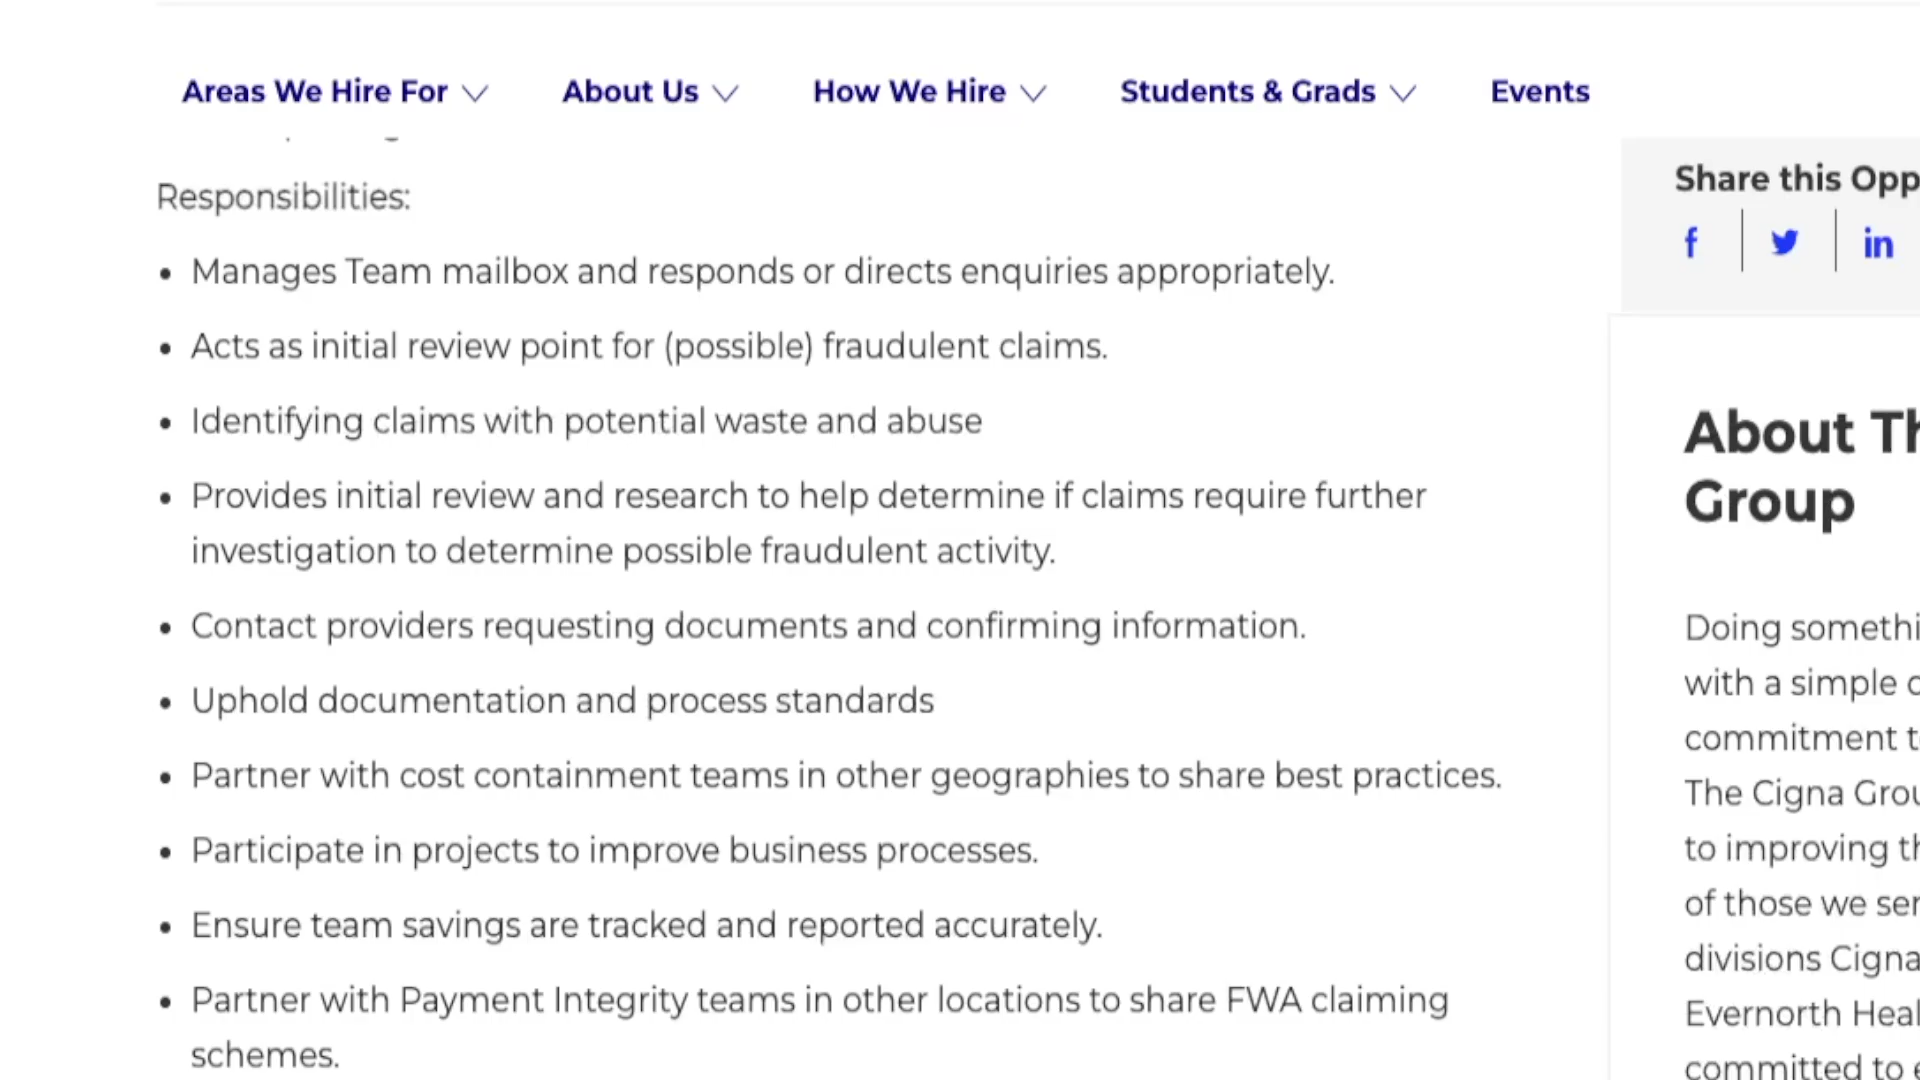 Areas We Hire For
About Us
How We Hire
Students & Grads
Events
Responsibilities:
• Manages Team mailbox and responds or directs enquiries appropriately.
• Acts as initial review point for (possible) fraudulent claims.
• Identifying claims with potential waste and abuse
• Provides initial review and research to help determine if claims require further
investigation to determine possible fraudulent activity.
• Contact providers requesting documents and confirming information.
• Uphold documentation and process standards
• Partner with cost containment teams in other geographies to share best practices.
• Participate in projects to improve business processes.
• Ensure team savings are tracked and reported accurately.
• Partner with Payment Integrity teams in other locations to share FWA claiming
schemes.
Share this Opp
f
in
About Th
Group
Doing somethi
with a simple
commitment t
The Cigna Grou
to improving th
of those we ser
divisions Cigna
Evernorth Heal
committed to